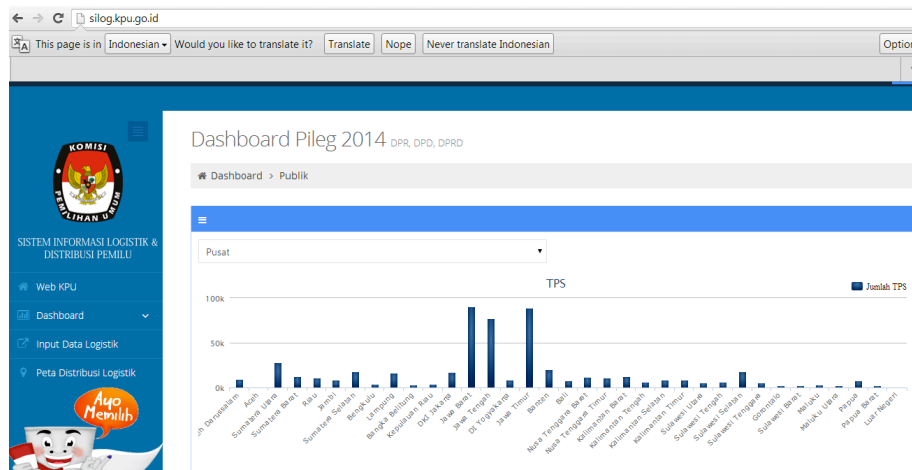 silog.kpu.go.id
This page is in Indonesian Would you like to translate it? Translate Nope Never translate Indonesian Option
KOMISI
PEMILIHAN UMUM
SISTEM INFORMASI LOGISTIK &
DISTRIBUSI PEMILU
Web KPU
Dashboard
Input Data Logistik
Peta Distribusi Logistik
Ayo
Memilih
Dashboard Pileg 2014 DPR, DPD, DPRD
Dashboard > Publik
Pusat
TPS
Jumlah TPS
100k
50k
0k
h Darussalam
Aceh
Sumatera Utara
Sumatera Barat
Riau
Jambi
Sumatera Selatan
Bengkulu
Lampung
Bangka Belitung
Kepulauan Riau
DKI Jakarta
Jawa Barat
Jawa Tengah
DI Yogyakarta
Jawa Timur
Banten
Bali
Nusa Tenggara Barat
Nusa Tenggara Timur
Kalimantan Barat
Kalimantan Tengah
Kalimantan Selatan
Kalimantan Timur
Sulawesi Utara
Sulawesi Tengah
Sulawesi Selatan
Sulawesi Tenggara
Gorontalo
Sulawesi Barat
Maluku
Maluku Utara
Papua
Papua Barat
Luar Negeri